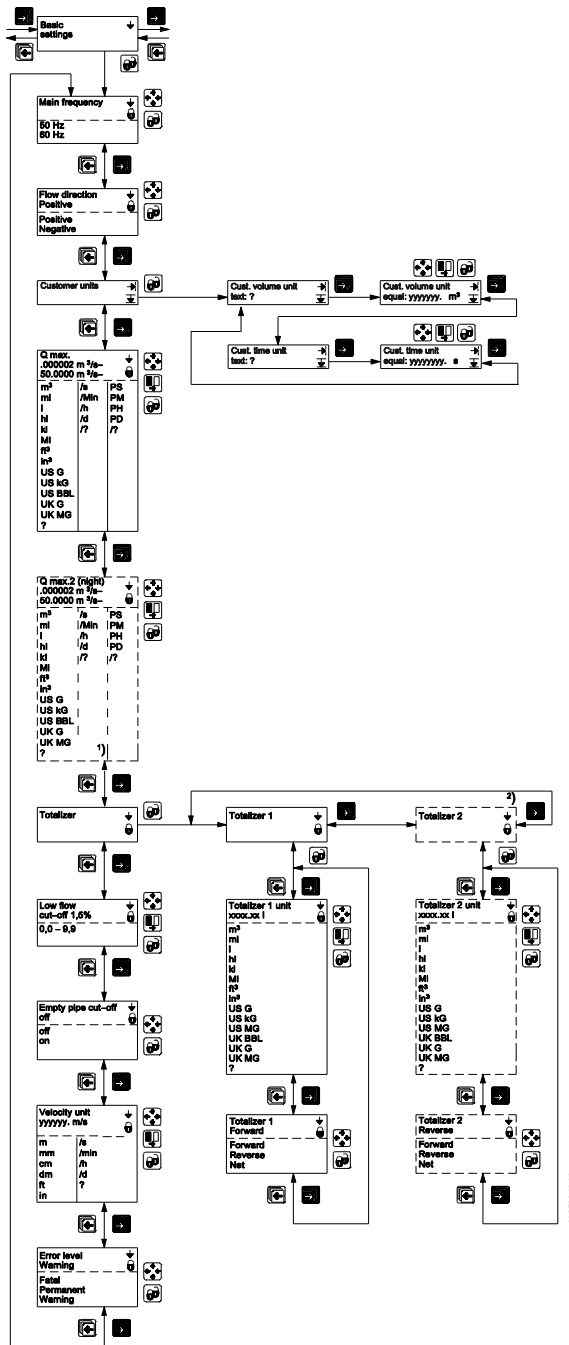 Basic
settings
Main frequency
50 Hz
60 Hz
Flow direction
Positive
Positive
Negative
Customer units
Cust. volume unit
text: ?
Cust. volume unit
equal: yyyyyyy. m³
Cust. time unit
text: ?
Cust. time unit
equal: yyyyyyyy. s
Q max.
.000002 m ³/s–
50.0000 m ³/s–
m³ /s PS
ml /Min PM
l /h PH
hl /d PD
kl /? /?
Ml
ft³
in³
US G
US kG
US BBL
UK G
UK MG
?
Q max.2 (night)
.000002 m ³/s–
50.0000 m ³/s–
m³ /s PS
ml /Min PM
l /h PH
hl /d PD
kl /? /?
Ml
ft³
in³
US G
US kG
US BBL
UK G
UK MG
? 1)
Totalizer
Totalizer 1
2)
Totalizer 2
Low flow
cut–off 1,5%
0,0 – 9,9
Totalizer 1 unit
xxxx.xx l
m³
ml
l
hl
kl
Ml
ft³
in³
US G
US kG
US MG
UK BBL
UK G
UK MG
?
Totalizer 2 unit
xxxx.xx l
m³
ml
l
hl
kl
Ml
ft³
in³
US G
US kG
US MG
UK BBL
UK G
UK MG
?
Empty pipe cut–off
off
off
on
Velocity unit
yyyyyy. m/s
m /s
mm /min
cm /h
dm /d
ft ?
in
Totalizer 1
Forward
Forward
Reverse
Net
Totalizer 2
Reverse
Forward
Reverse
Net
Error level
Warning
Fatal
Permanent
Warning